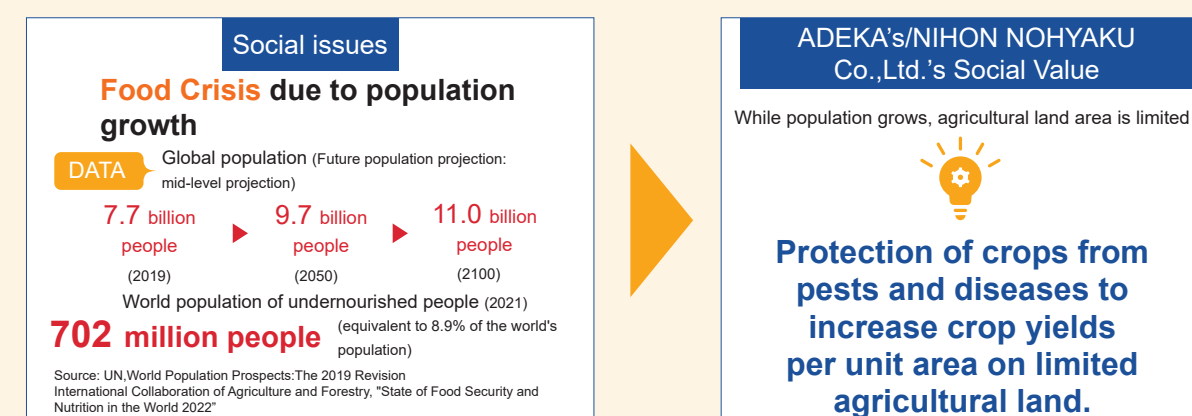 Social issues
Food Crisis due to population
growth
DATA
Global population (Future population projection:
mid-level projection)
7.7 billion
people
(2019)
9.7 billion
people
(2050)
11.0 billion
people
(2100)
World population of undernourished people (2021)
702 million people
(equivalent to 8.9% of the world's
population)
Source: UN,World Population Prospects:The 2019 Revision
International Collaboration of Agriculture and Forestry, "State of Food Security and
Nutrition in the World 2022”
ADEKA's/NIHON NOHYAKU
Co.,Ltd.'s Social Value
While population grows, agricultural land area is limited
Protection of crops from
pests and diseases to
increase crop yields
per unit area on limited
agricultural land.